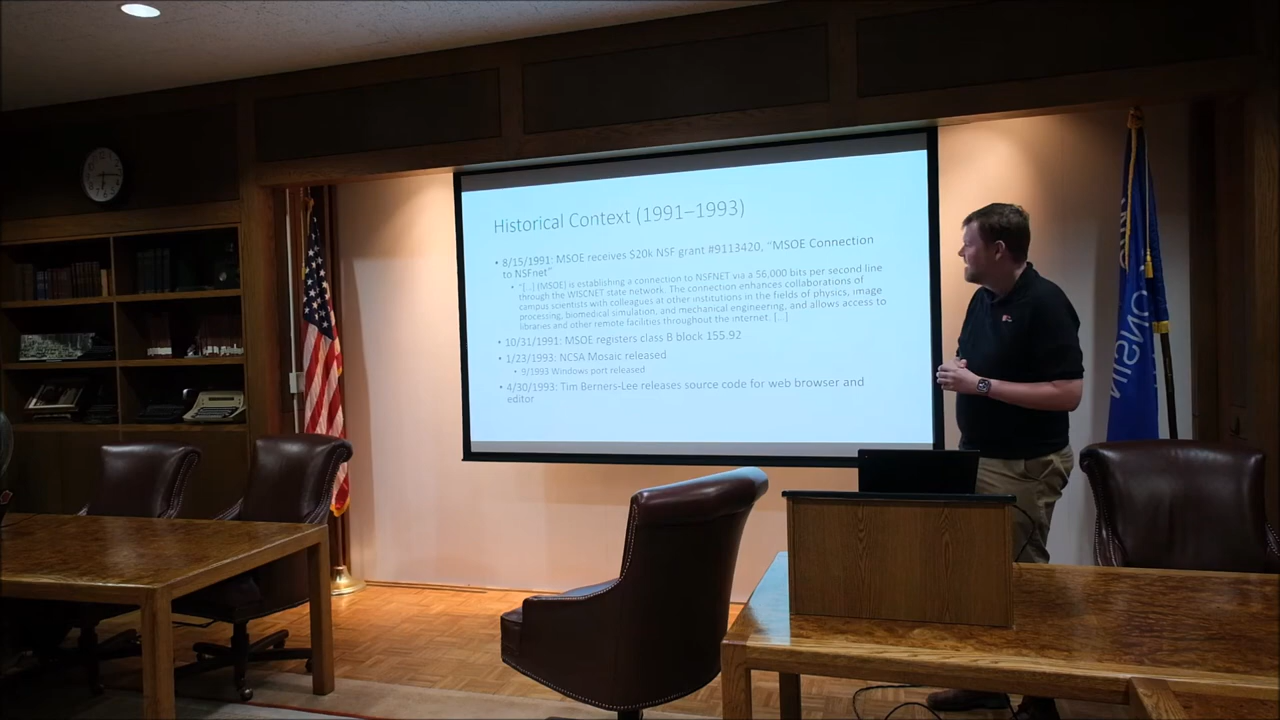 Historical Context (1991–1993)
• 8/15/1991: MSOE receives $20k NSF grant #9113420, “MSOE Connection
to NSFnet”
• “[...] (MSOE) is establishing a connection to NSFNET via a 56,000 bits per second line
through the WISCNET state network. The connection enhances collaborations of
campus scientists with colleagues at other institutions in the fields of physics, image
processing, biomedical simulation, and mechanical engineering, and allows access to
libraries and other remote facilities throughout the internet. [...]
• 10/31/1991: MSOE registers class B block 155.92
• 1/23/1993: NCSA Mosaic released
• 9/1993 Windows port released
• 4/30/1993: Tim Berners-Lee releases source code for web browser and
editor